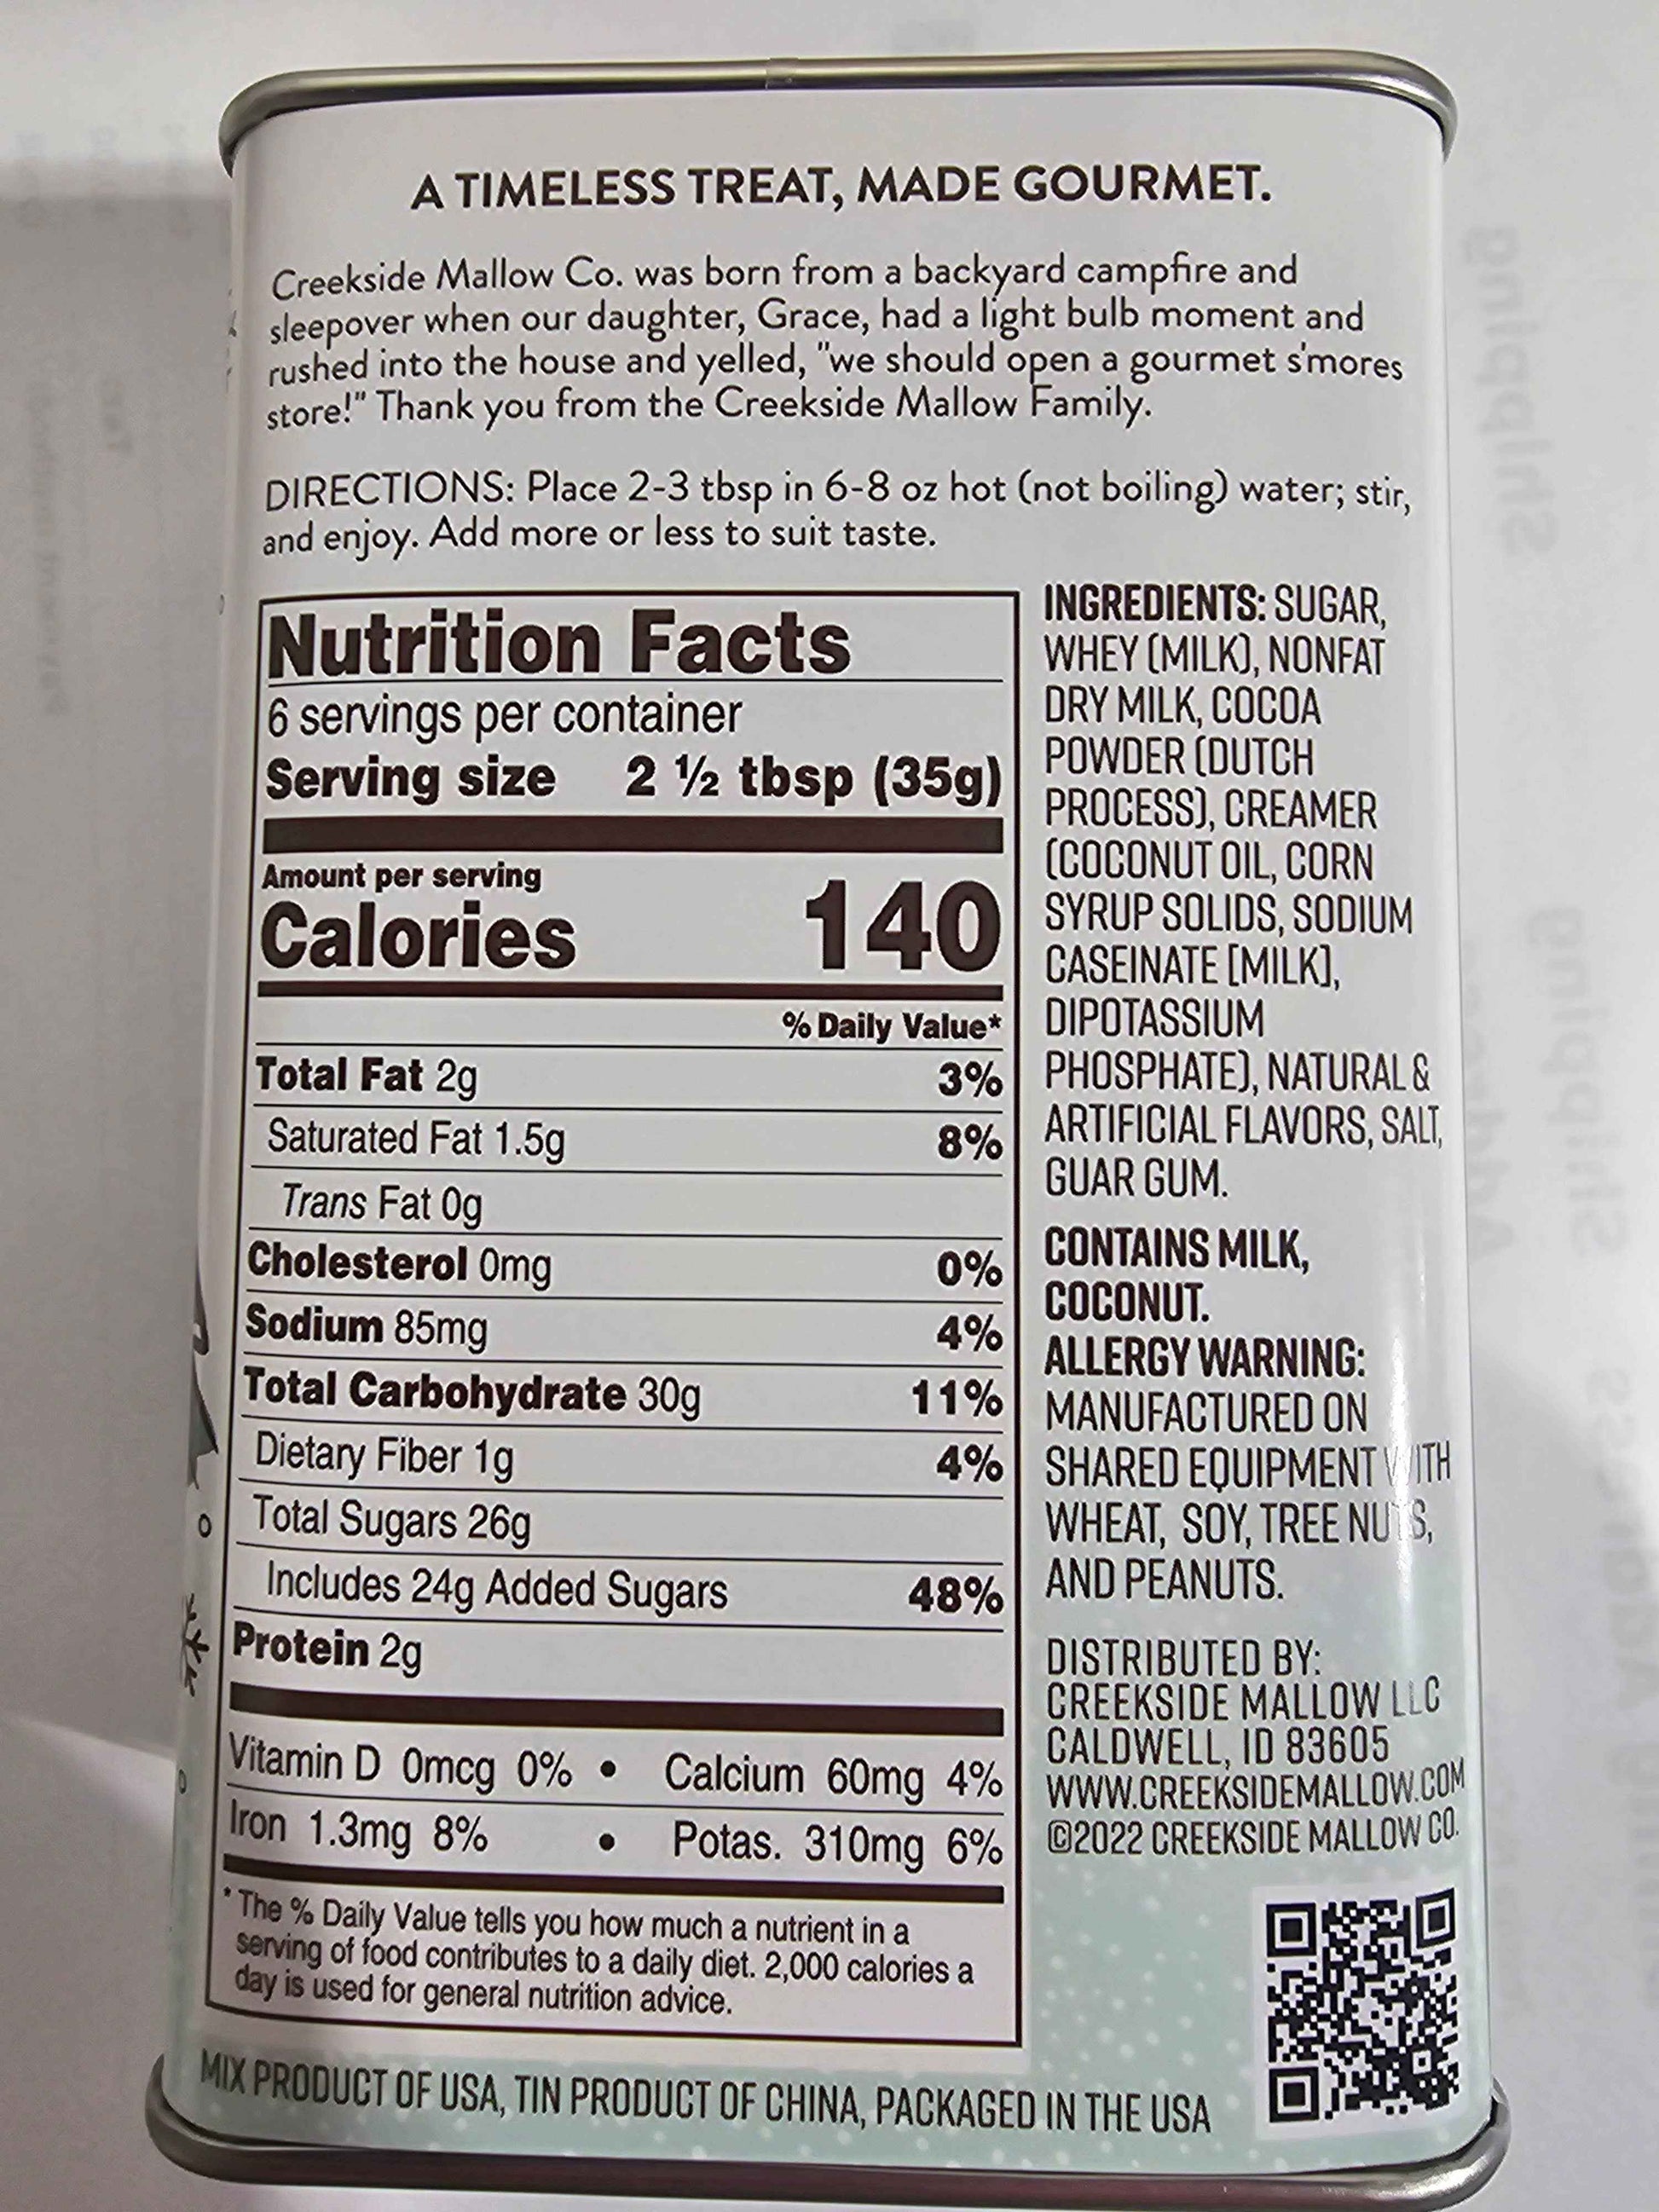 A TIMELESS TREAT, MADE GOURMET.
Creekside Mallow Co. was born from a backyard campfire and
sleepover when our daughter, Grace, had a light bulb moment and
rushed into the house and yelled, "we should open a gourmet s'mores
store!" Thank you from the Creekside Mallow Family.
DIRECTIONS: Place 2-3 tbsp in 6-8 oz hot (not boiling) water; stir,
and enjoy. Add more or less to suit taste.
Nutrition Facts
6 servings per container
Serving size 2 ½ tbsp (35g)
Amount per serving
Calories 140
% Daily Value*
Total Fat 2g 3%
Saturated Fat 1.5g 8%
Trans Fat 0g
Cholesterol 0mg 0%
Sodium 85mg 4%
Total Carbohydrate 30g 11%
Dietary Fiber 1g 4%
Total Sugars 26g
Includes 24g Added Sugars 48%
Protein 2g
Vitamin D 0mcg 0% • Calcium 60mg 4%
Iron 1.3mg 8% • Potas. 310mg 6%
* The % Daily Value tells you how much a nutrient in a
serving of food contributes to a daily diet. 2,000 calories a
day is used for general nutrition advice.
INGREDIENTS: SUGAR,
WHEY (MILK), NONFAT
DRY MILK, COCOA
POWDER (DUTCH
PROCESS), CREAMER
(COCONUT OIL, CORN
SYRUP SOLIDS, SODIUM
CASEINATE [MILK],
DIPOTASSIUM
PHOSPHATE), NATURAL &
ARTIFICIAL FLAVORS, SALT,
GUAR GUM.
CONTAINS MILK,
COCONUT.
ALLERGY WARNING:
MANUFACTURED ON
SHARED EQUIPMENT WITH
WHEAT, SOY, TREE NUTS,
AND PEANUTS.
DISTRIBUTED BY:
CREEKSIDE MALLOW LLC
CALDWELL, ID 83605
WWW.CREEKSIDEMALLOW.COM
©2022 CREEKSIDE MALLOW CO.
MIX PRODUCT OF USA, TIN PRODUCT OF CHINA, PACKAGED IN THE USA